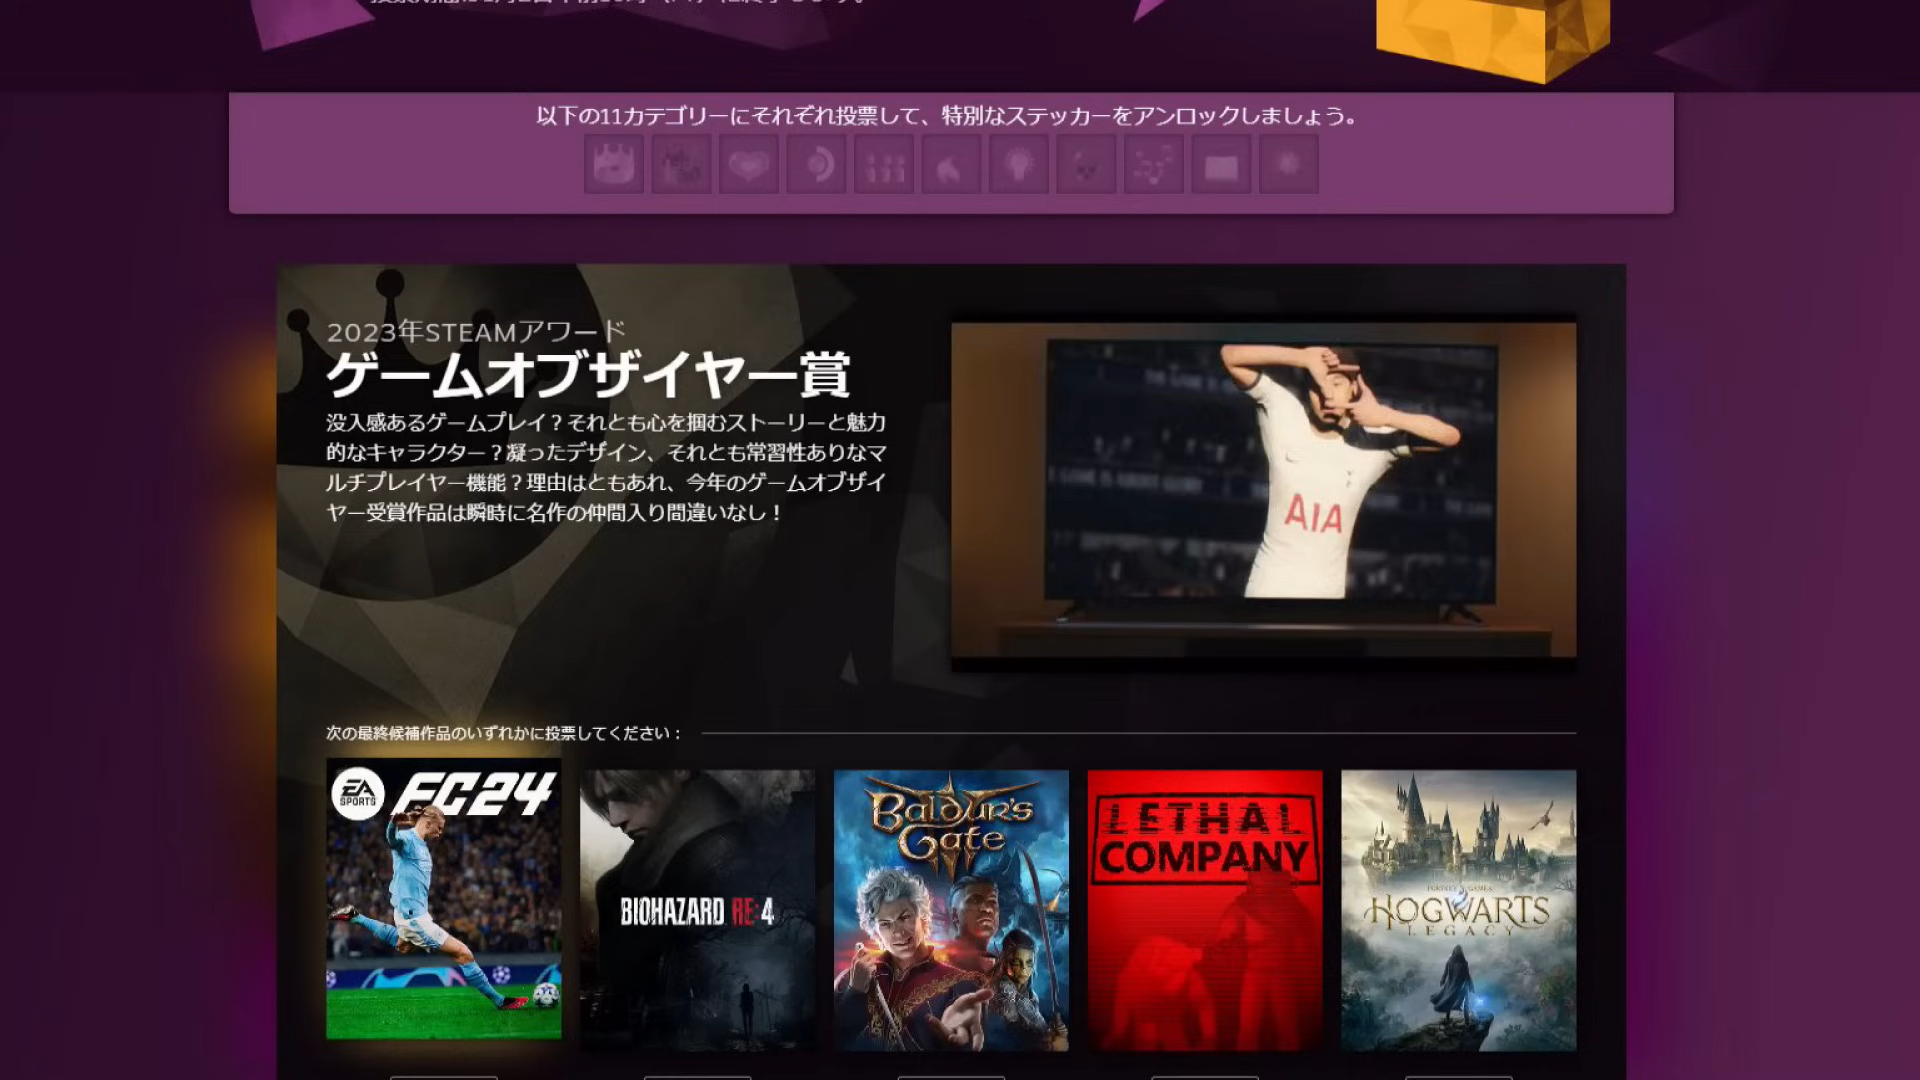 以下の11カテゴリーにそれぞれ投票して、特別なステッカーをアンロックしましょう。
2023年STEAMアワード
ゲームオブザイヤー賞
没入感あるゲームプレイ？それとも心を掴むストーリーと魅力
的なキャラクター？凝ったデザイン、それとも常習性ありなマ
ルチプレイヤー機能？理由はともあれ、今年のゲームオブザイ
ヤー受賞作品は瞬時に名作の仲間入り間違いなし！
AIA
次の最終候補作品のいずれかに投票してください：
EA SPORTS FC24
BIOHAZARD RE:4
Baldur's Gate
LETHAL COMPANY
HOGWARTS LEGACY